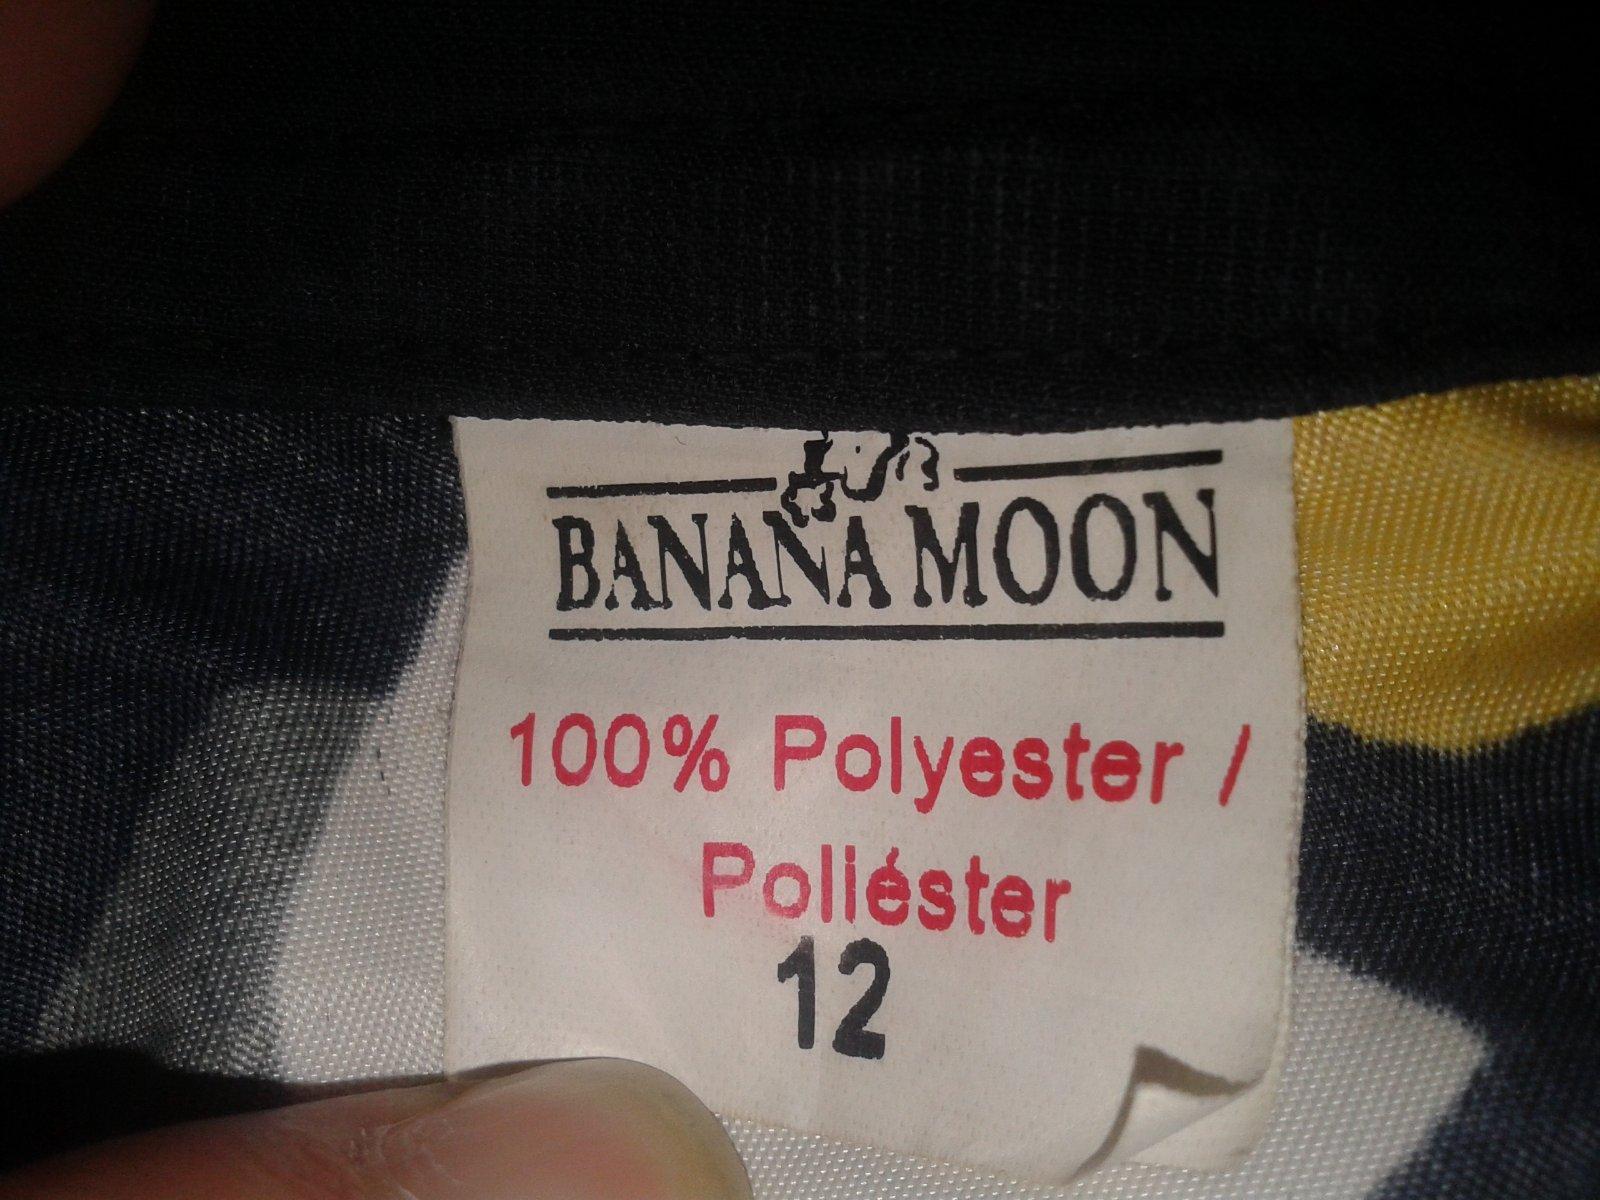 BANANA MOON
100% Polyester /
Poliéster
12